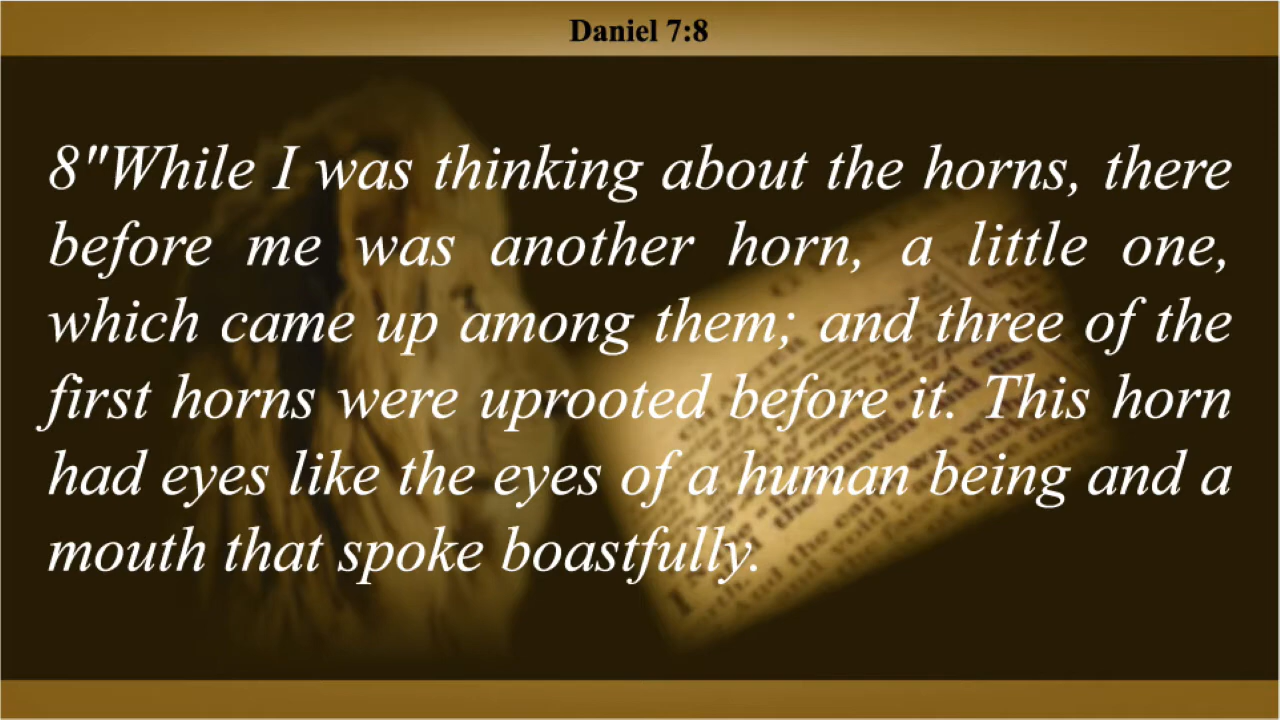 Daniel 7:8
8"While I was thinking about the horns, there
before me was another horn, a little one,
which came up among them; and three of the
first horns were uprooted before it. This horn
had eyes like the eyes of a human being and a
mouth that spoke boastfully.